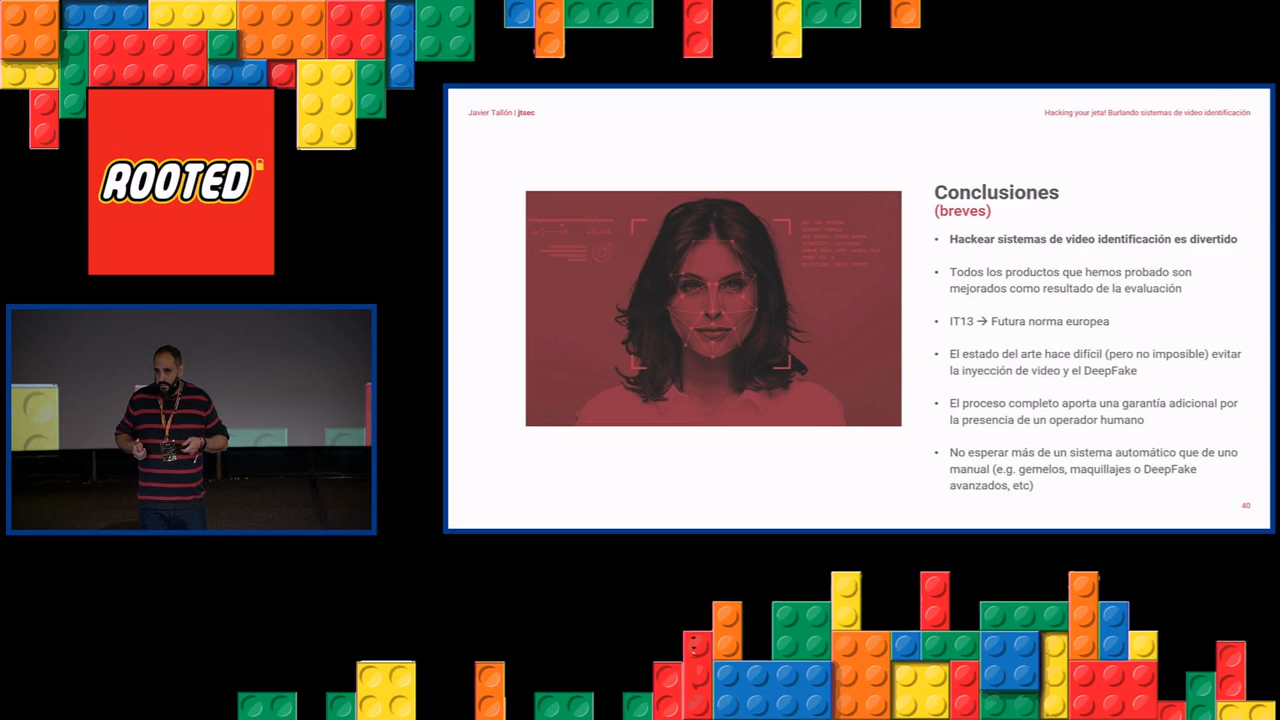 ROOTED
Javier Tallón | jtsec
Hacking your jeta! Burlando sistemas de video identificación
Conclusiones
(breves)
• Hackear sistemas de video identificación es divertido
• Todos los productos que hemos probado son
mejorados como resultado de la evaluación
• IT13 → Futura norma europea
• El estado del arte hace difícil (pero no imposible) evitar
la inyección de video y el DeepFake
• El proceso completo aporta una garantía adicional por
la presencia de un operador humano
• No esperar más de un sistema automático que de uno
manual (e.g. gemelos, maquillajes o DeepFake
avanzados, etc)
40